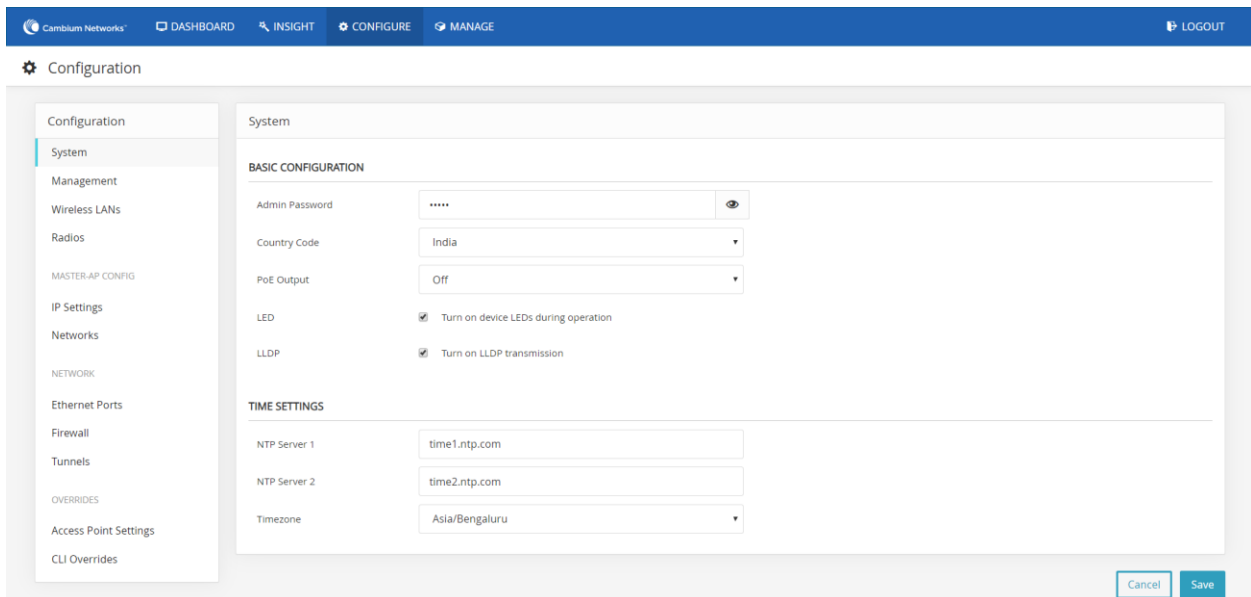 Cambium Networks™ DASHBOARD INSIGHT CONFIGURE MANAGE LOGOUT
Configuration
Configuration
System
Management
Wireless LANs
Radios
MASTER-AP CONFIG
IP Settings
Networks
NETWORK
Ethernet Ports
Firewall
Tunnels
OVERRIDES
Access Point Settings
CLI Overrides
System
BASIC CONFIGURATION
Admin Password •••••
Country Code India
PoE Output Off
LED Turn on device LEDs during operation
LLDP Turn on LLDP transmission
TIME SETTINGS
NTP Server 1 time1.ntp.com
NTP Server 2 time2.ntp.com
Timezone Asia/Bengaluru
Cancel Save